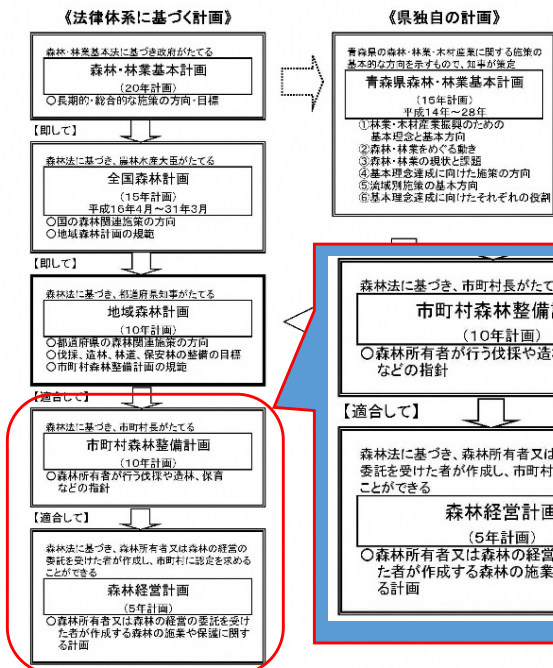 《法律体系に基づく計画》
森林・林業基本法に基づき政府がたてる
森林・林業基本計画
(20年計画)
○長期的・総合的な施策の方向・目標
【即して】
森林法に基づき、農林水産大臣がたてる
全国森林計画
(15年計画)
平成16年4月～31年3月
○国の森林関連施策の方向
○地域森林計画の規範
【即して】
森林法に基づき、都道府県知事がたてる
地域森林計画
(10年計画)
○都道府県の森林関連施策の方向
○伐採、造林、林道、保安林の整備の目標
○市町村森林整備計画の規範
【適合して】
森林法に基づき、市町村長がたてる
市町村森林整備計画
(10年計画)
○森林所有者が行う伐採や造林、保育
などの指針
【適合して】
森林法に基づき、森林所有者又は森林の経営の
委託を受けた者が作成し、市町村に認定を求める
ことができる
森林経営計画
(5年計画)
○森林所有者又は森林の経営の委託を受け
た者が作成する森林の施業や保護に関す
る計画
《県独自の計画》
青森県の森林・林業・木材産業に関する施策の
基本的な方向を示すもので、知事が策定
青森県森林・林業基本計画
(15年計画)
平成14年～28年
①林業・木材産業振興のための
基本理念と基本方向
②森林・林業をめぐる動き
③森林・林業の現状と課題
④基本理念達成に向けた施策の方向
⑤流域別施策の基本方向
⑥基本理念達成に向けたそれぞれの役割
森林法に基づき、市町村長がたて
市町村森林整備
(10年計画)
○森林所有者が行う伐採や造
などの指針
【適合して】
森林法に基づき、森林所有者又は
委託を受けた者が作成し、市町村
ことができる
森林経営計画
(5年計画)
○森林所有者又は森林の経営
た者が作成する森林の施業
る計画